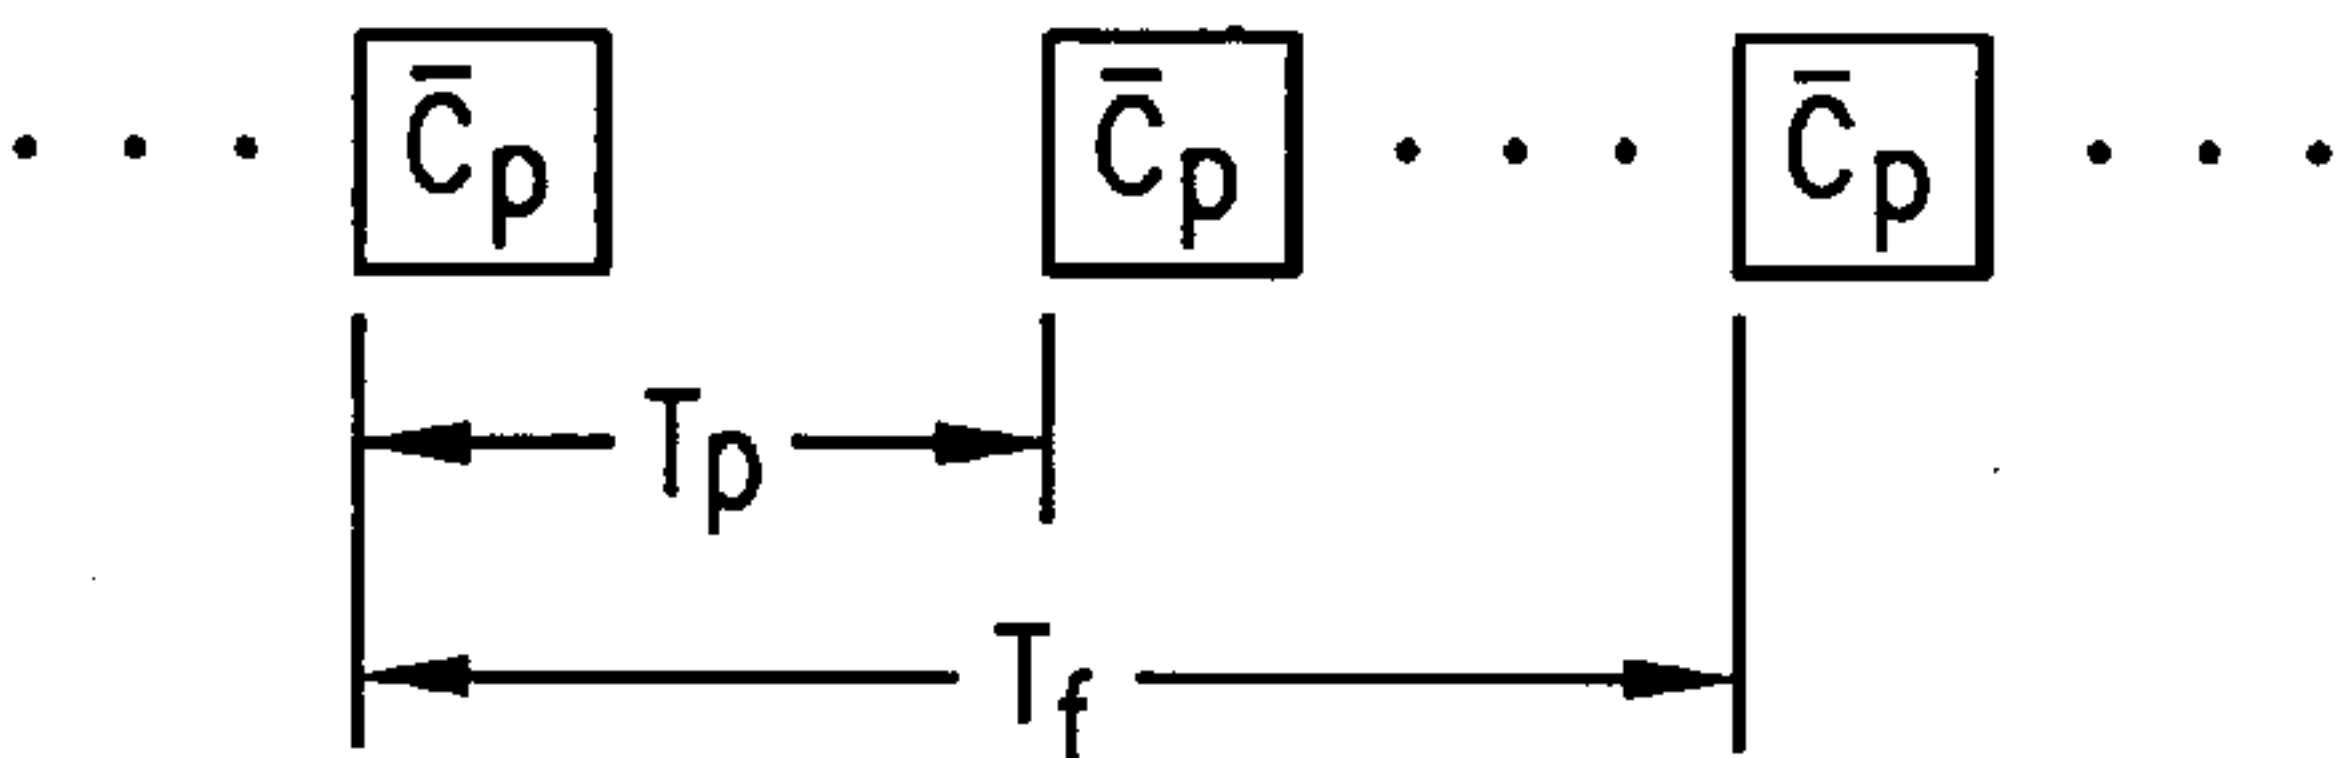 . . . C̄p C̄p . . . C̄p . . .
Tp
Tf